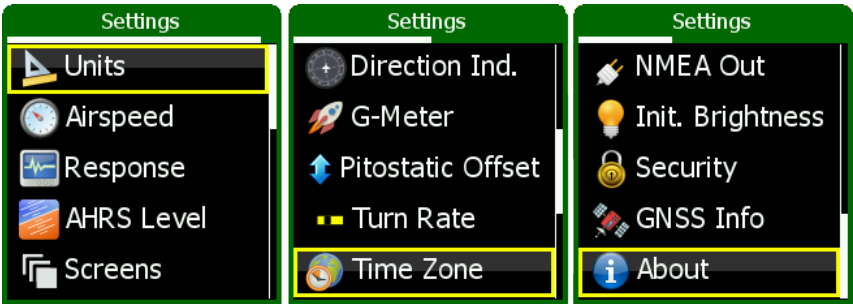 Settings
Units
Airspeed
Response
AHRS Level
Screens
Settings
Direction Ind.
G-Meter
Pitostatic Offset
Turn Rate
Time Zone
Settings
NMEA Out
Init. Brightness
Security
GNSS Info
About